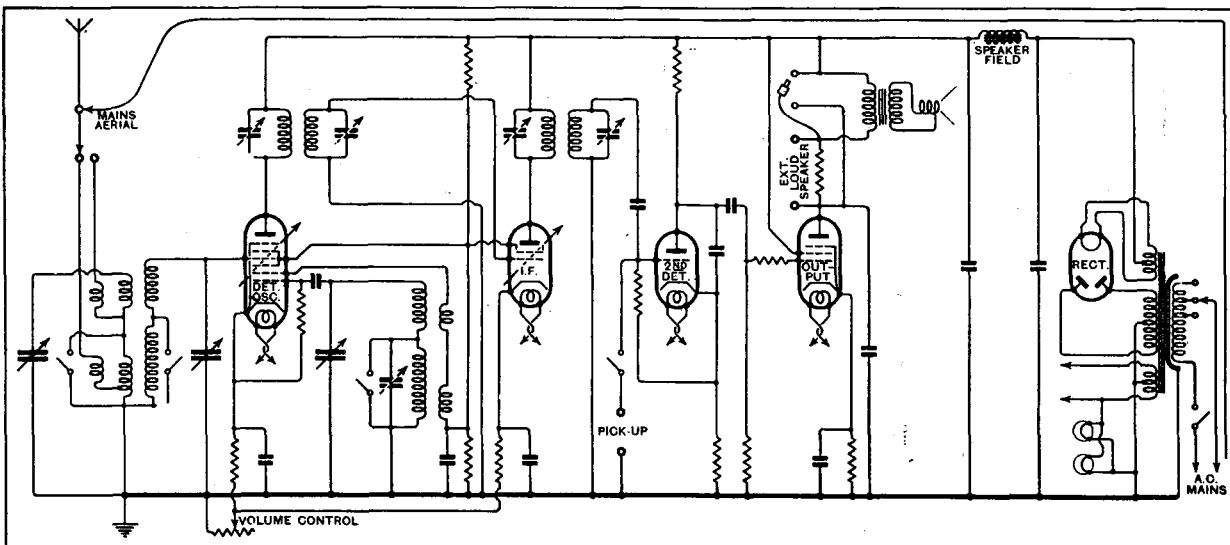 MAINS
AERIAL
DET.
OSC.
I.F.
2ND
DET.
EXT.
LOUD
SPEAKER
OUT
PUT
SPEAKER
FIELD
RECT.
PICK-UP
VOLUME CONTROL
A.C.
MAINS